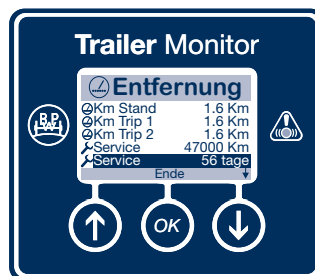 Trailer Monitor
Entfernung
Km Stand 1.6 Km
Km Trip 1 1.6 Km
Km Trip 2 1.6 Km
Service 47000 Km
Service 56 tage
Ende
BPW
OK